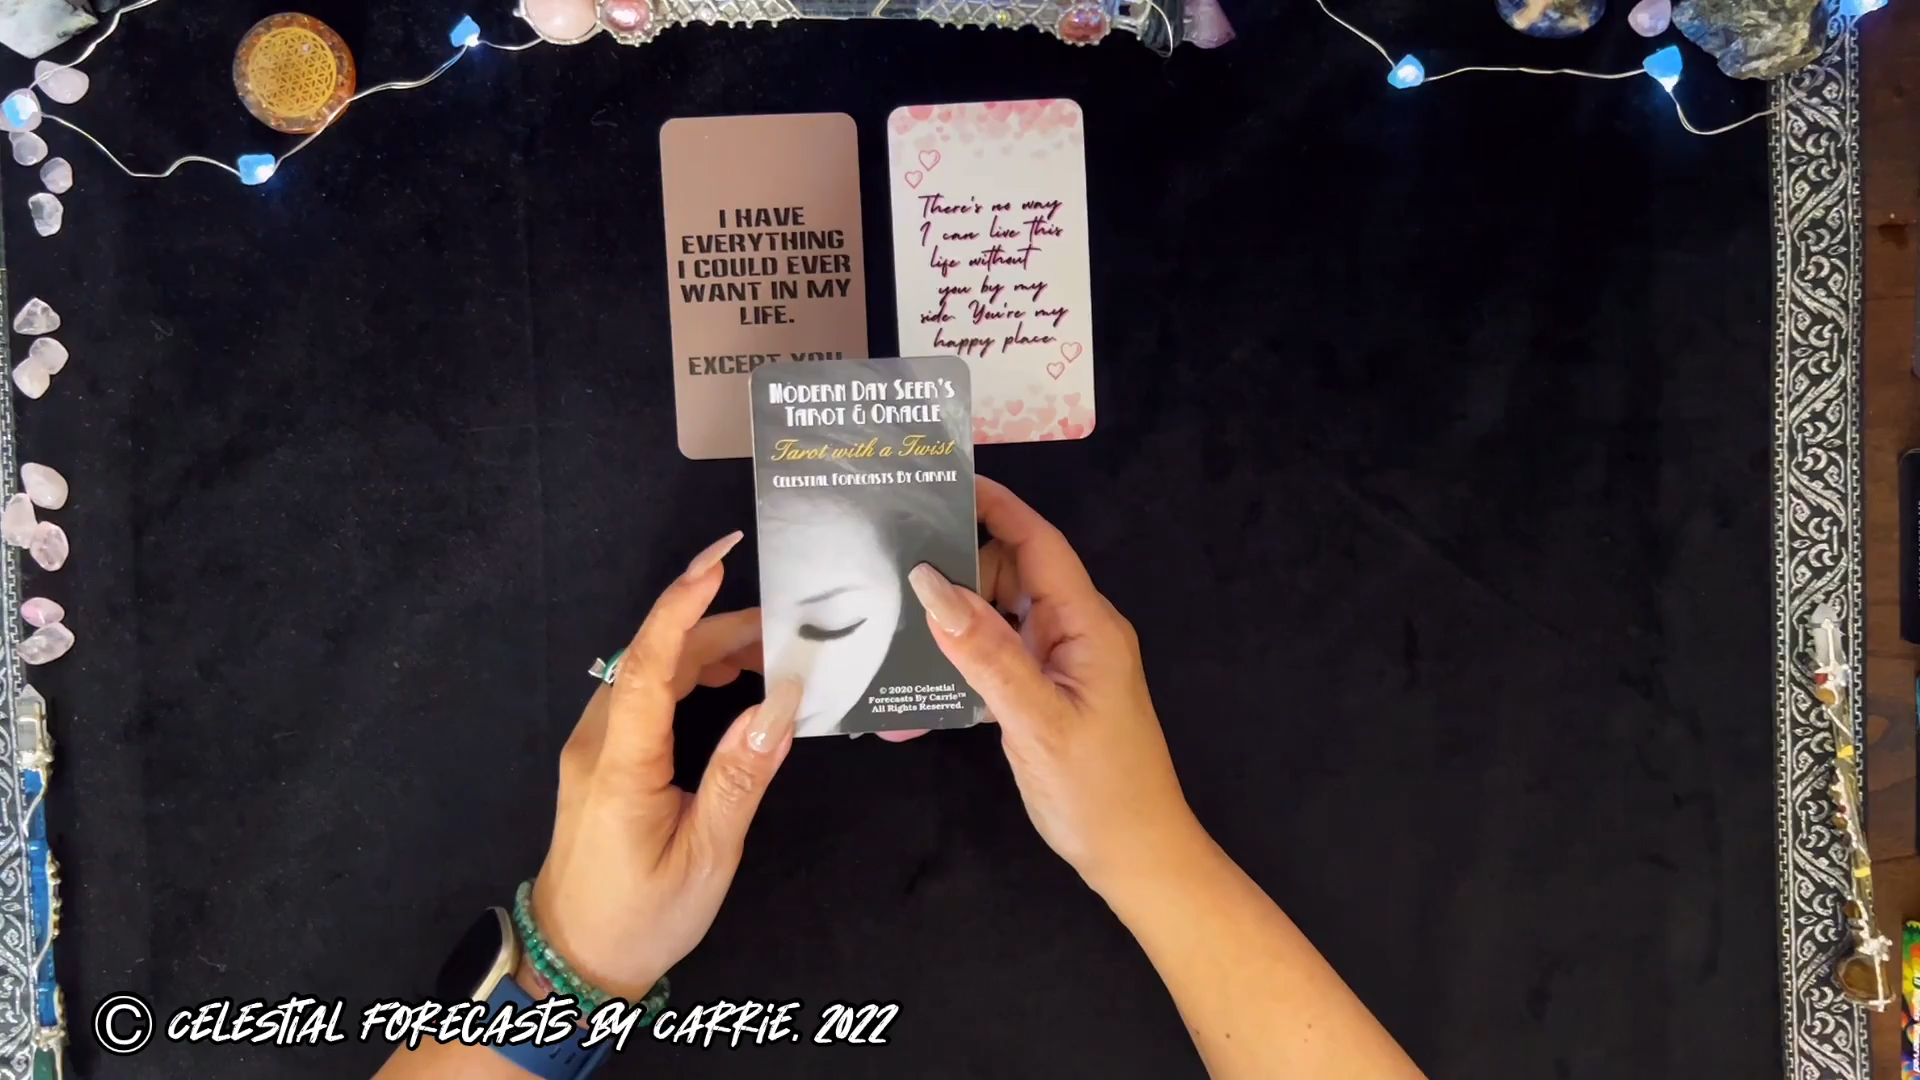 I HAVE
EVERYTHING
I COULD EVER
WANT IN MY
LIFE.
EXCEPT YOU
There's no way
I can live this
life without
you by my
side. You're my
happy place.
MODERN DAY SEER'S
TAROT & ORACLE
Tarot with a Twist
CELESTIAL FORECASTS BY CARRIE
© 2020 Celestial
Forecasts By Carrie™
All Rights Reserved.
© CELESTIAL FORECASTS BY CARRIE. 2022